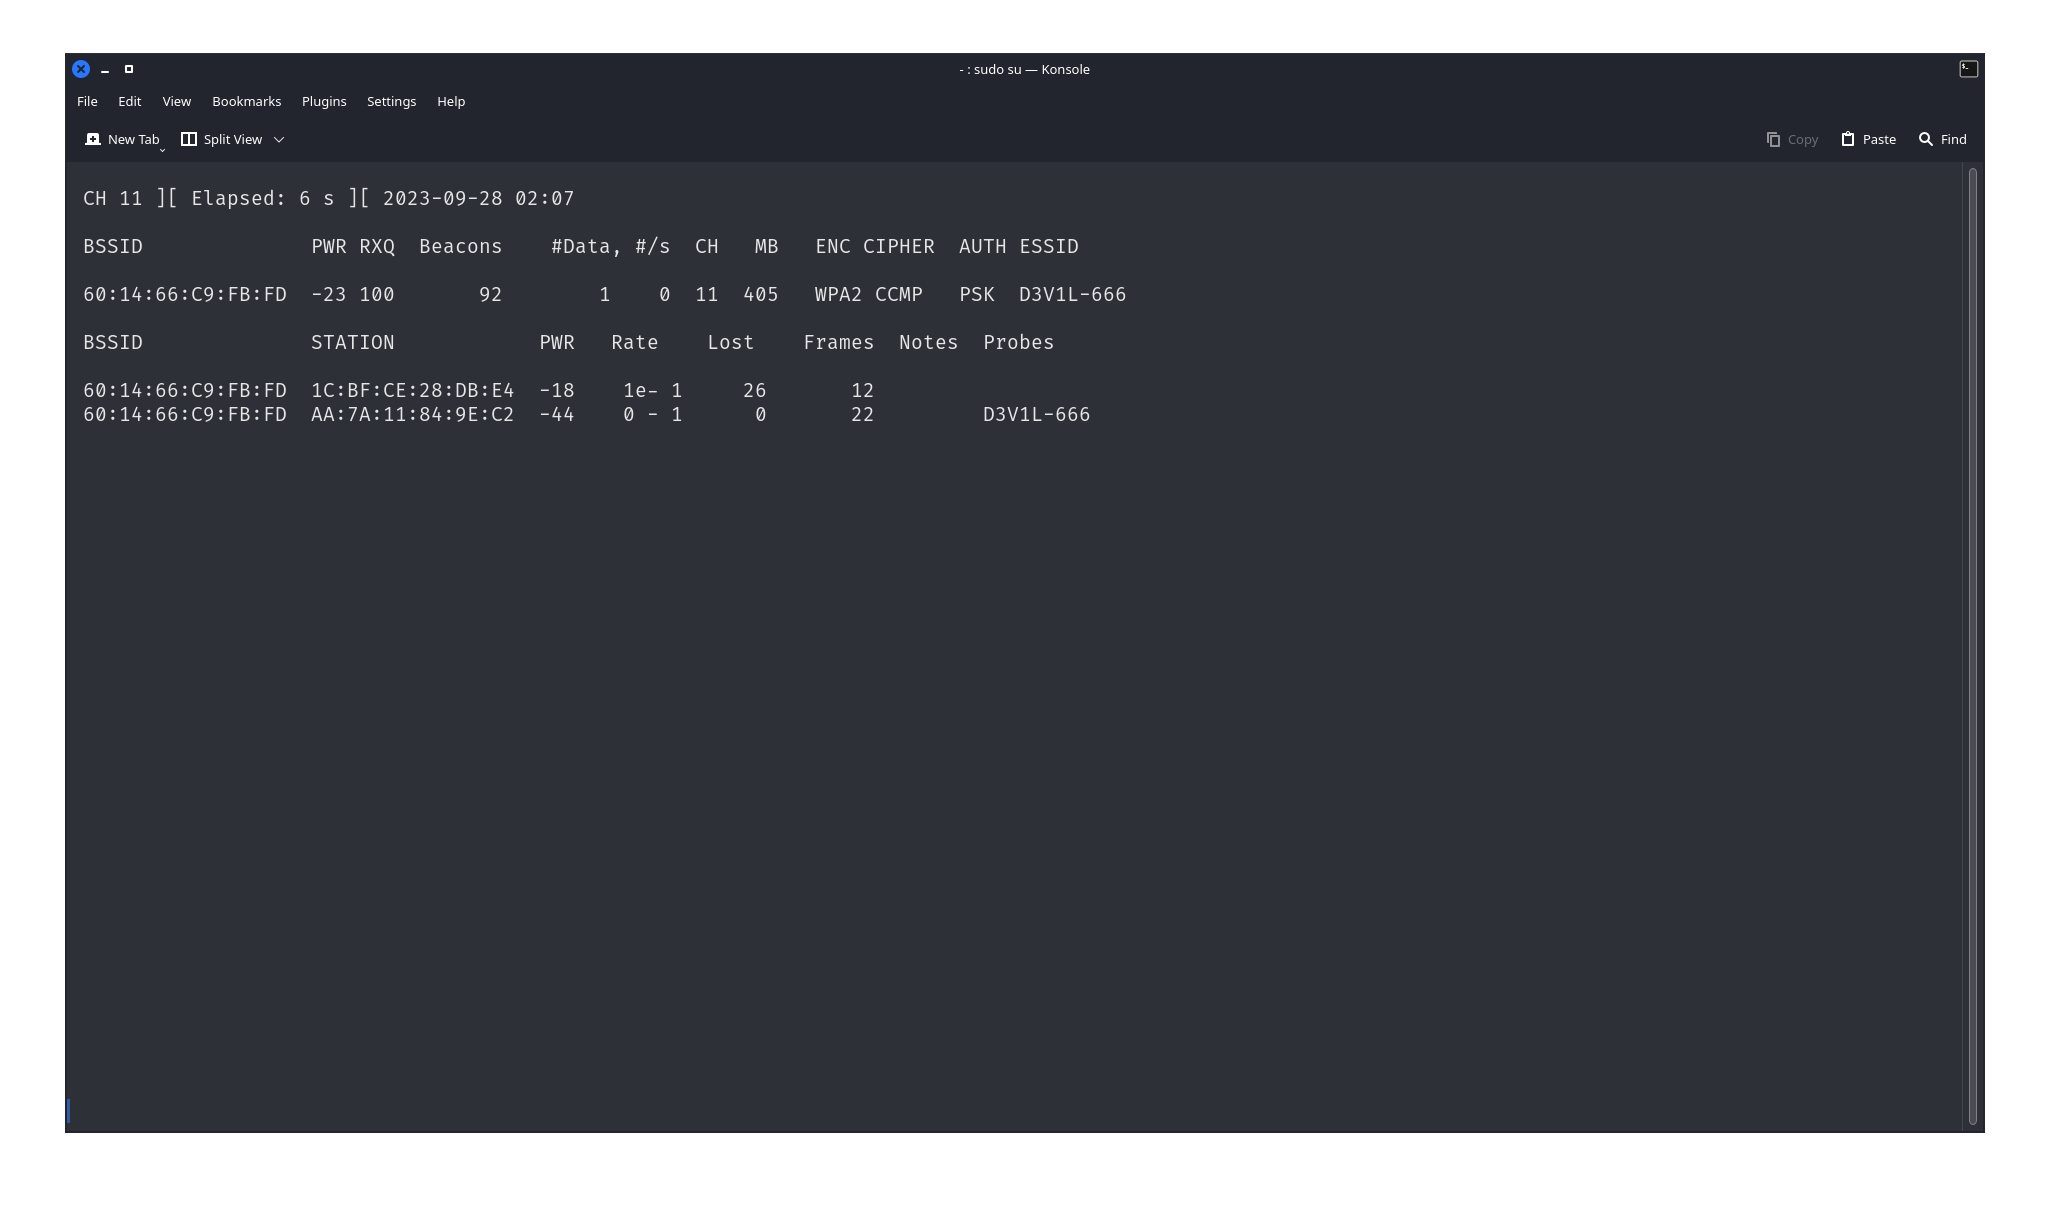 - : sudo su — Konsole
File Edit View Bookmarks Plugins Settings Help
New Tab Split View Copy Paste Find
CH 11 ][ Elapsed: 6 s ][ 2023-09-28 02:07
BSSID              PWR RXQ  Beacons    #Data, #/s  CH   MB   ENC CIPHER  AUTH ESSID
60:14:66:C9:FB:FD  -23 100       92        1    0  11  405   WPA2 CCMP   PSK  D3V1L-666
BSSID              STATION            PWR   Rate    Lost    Frames  Notes  Probes
60:14:66:C9:FB:FD  1C:BF:CE:28:DB:E4  -18    1e- 1     26       12
60:14:66:C9:FB:FD  AA:7A:11:84:9E:C2  -44    0 - 1      0       22         D3V1L-666